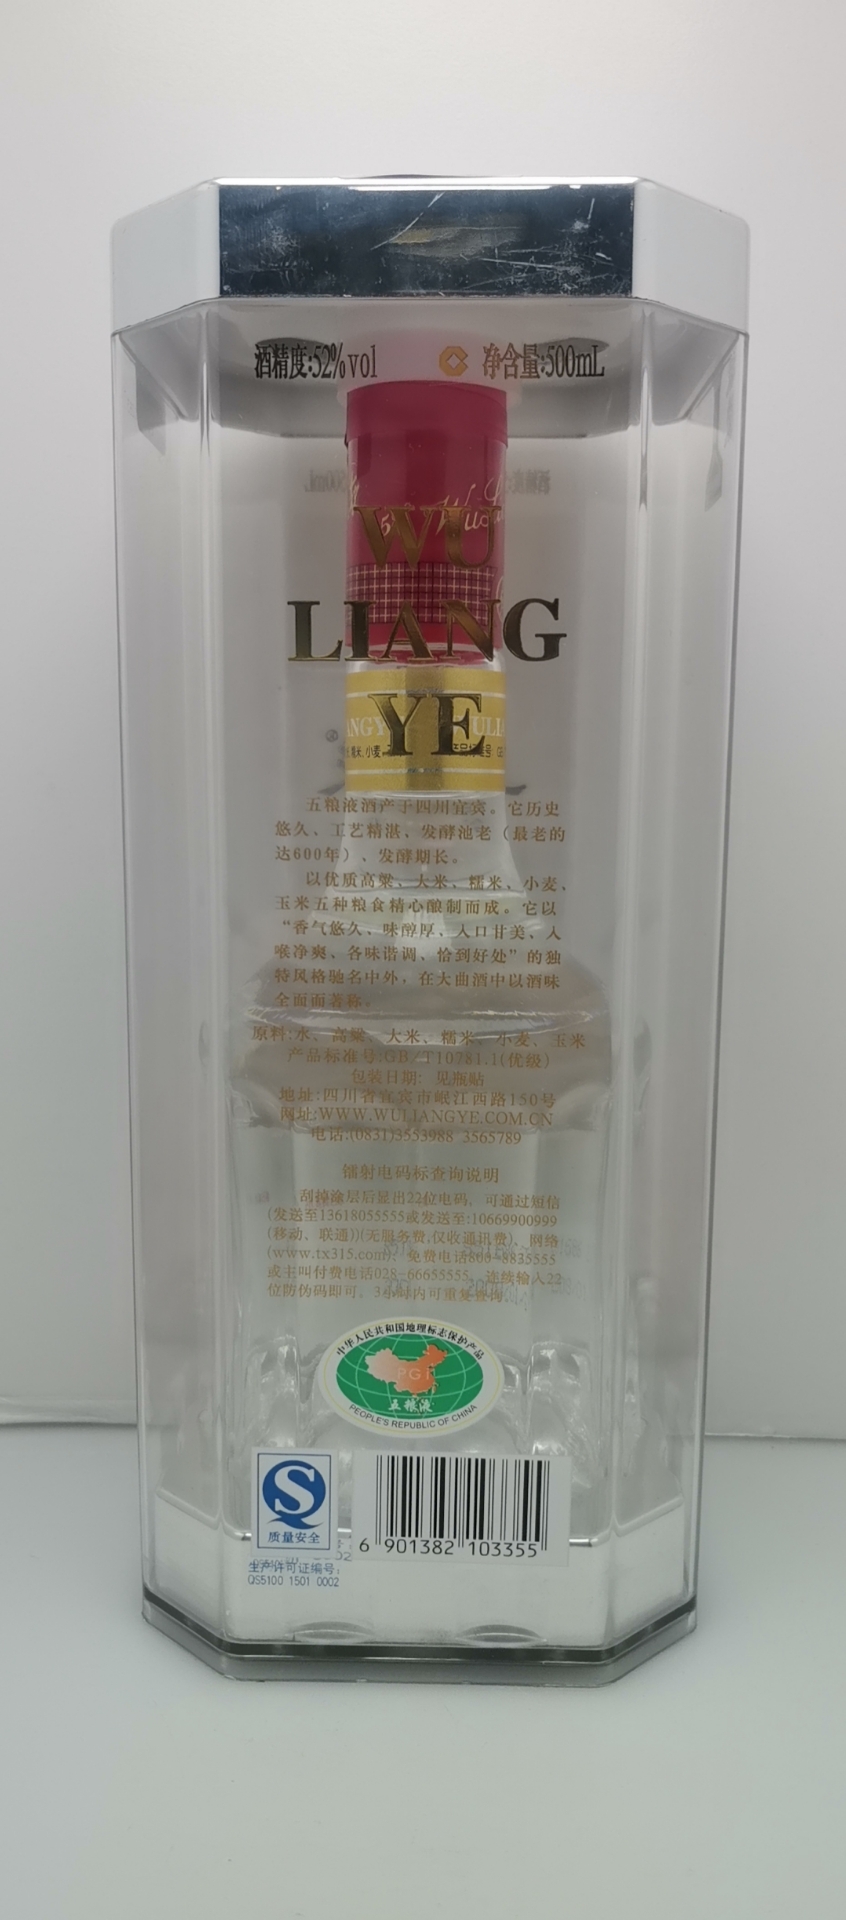 酒精度:52%vol 净含量:500mL
WU
LIANG
YE
五粮液酒产于四川宜宾。它历史
悠久、工艺精湛、发酵池老（最老的
达600年）、发酵期长。
以优质高粱、大米、糯米、小麦、
玉米五种粮食精心酿制而成。它以
“香气悠久、味醇厚、入口甘美、入
喉净爽、各味谐调、恰到好处”的独
特风格驰名中外，在大曲酒中以酒味
全面而著称。
原料:水、高粱、大米、糯米、小麦、玉米
产品标准号:GB/T10781.1(优级)
包装日期: 见瓶贴
地址:四川省宜宾市岷江西路150号
网址:WWW.WULIANGYE.COM.CN
电话:(0831)3553988 3565789
镭射电码标查询说明
刮掉涂层后显出22位电码，可通过短信
(发送至13618055555或发送至:10669900999
(移动、联通))(无服务费,仅收通讯费)、网络
(www.tx315.com)、免费电话800-8835555
或主叫付费电话028-66655555，连续输入22
位防伪码即可，3小时内可重复查询。
中华人民共和国地理标志保护产品
PGI
五粮液
PEOPLE'S REPUBLIC OF CHINA
质量安全
生产许可证编号:
QS5100 1501 0002
6 901382 103355